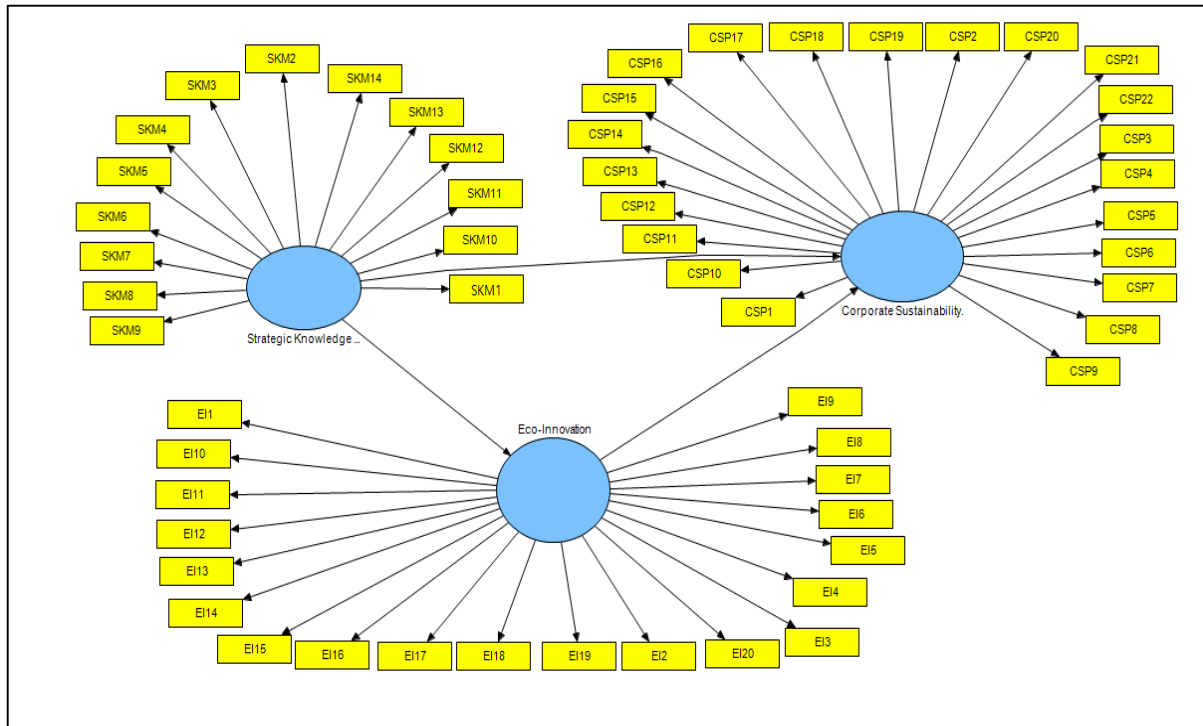 SKM2
SKM3
SKM14
SKM13
SKM4
SKM12
SKM5
SKM11
SKM6
SKM10
SKM7
SKM1
SKM8
SKM9
Strategic Knowledge ...
CSP17
CSP18
CSP19
CSP2
CSP20
CSP16
CSP21
CSP15
CSP22
CSP14
CSP3
CSP13
CSP4
CSP12
CSP5
CSP11
CSP6
CSP10
CSP7
CSP1
CSP8
CSP9
Corporate Sustainability.
Eco-Innovation
EI1
EI9
EI10
EI8
EI11
EI7
EI12
EI6
EI13
EI5
EI14
EI4
EI15
EI16
EI17
EI18
EI19
EI2
EI20
EI3